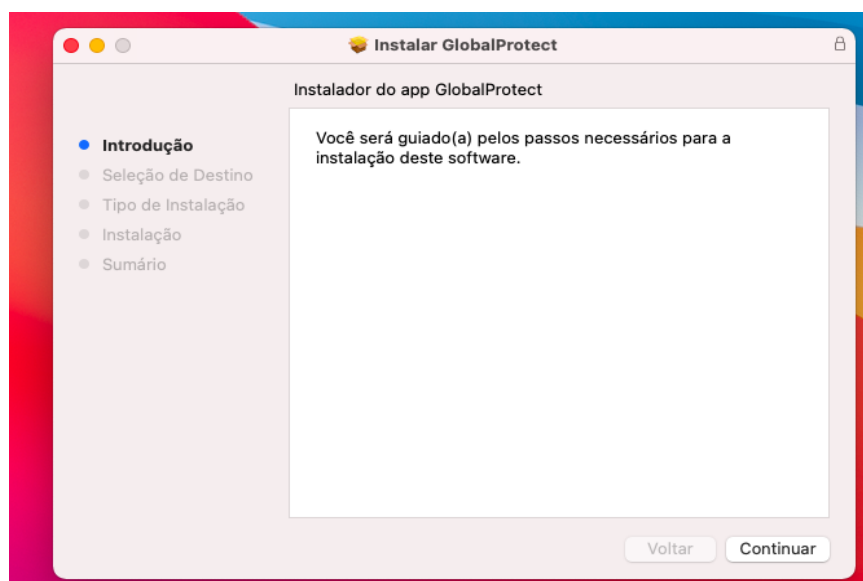 Instalar GlobalProtect
Instalador do app GlobalProtect
Introdução
Seleção de Destino
Tipo de Instalação
Instalação
Sumário
Você será guiado(a) pelos passos necessários para a
instalação deste software.
Voltar
Continuar